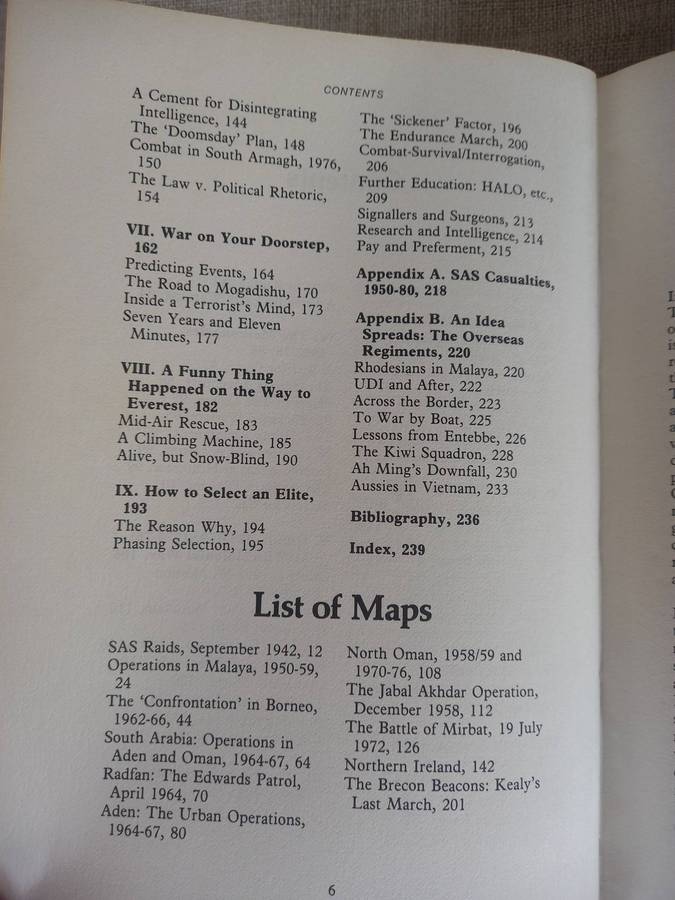 CONTENTS
A Cement for Disintegrating
Intelligence, 144
The 'Doomsday' Plan, 148
Combat in South Armagh, 1976,
150
The Law v. Political Rhetoric,
154
VII. War on Your Doorstep,
162
Predicting Events, 164
The Road to Mogadishu, 170
Inside a Terrorist's Mind, 173
Seven Years and Eleven
Minutes, 177
VIII. A Funny Thing
Happened on the Way to
Everest, 182
Mid-Air Rescue, 183
A Climbing Machine, 185
Alive, but Snow-Blind, 190
IX. How to Select an Elite,
193
The Reason Why, 194
Phasing Selection, 195
The 'Sickener' Factor, 196
The Endurance March, 200
Combat-Survival/Interrogation,
206
Further Education: HALO, etc.,
209
Signallers and Surgeons, 213
Research and Intelligence, 214
Pay and Preferment, 215
Appendix A. SAS Casualties,
1950-80, 218
Appendix B. An Idea
Spreads: The Overseas
Regiments, 220
Rhodesians in Malaya, 220
UDI and After, 222
Across the Border, 223
To War by Boat, 225
Lessons from Entebbe, 226
The Kiwi Squadron, 228
Ah Ming's Downfall, 230
Aussies in Vietnam, 233
Bibliography, 236
Index, 239
List of Maps
SAS Raids, September 1942, 12
Operations in Malaya, 1950-59,
24
The 'Confrontation' in Borneo,
1962-66, 44
South Arabia: Operations in
Aden and Oman, 1964-67, 64
Radfan: The Edwards Patrol,
April 1964, 70
Aden: The Urban Operations,
1964-67, 80
North Oman, 1958/59 and
1970-76, 108
The Jabal Akhdar Operation,
December 1958, 112
The Battle of Mirbat, 19 July
1972, 126
Northern Ireland, 142
The Brecon Beacons: Kealy's
Last March, 201
6